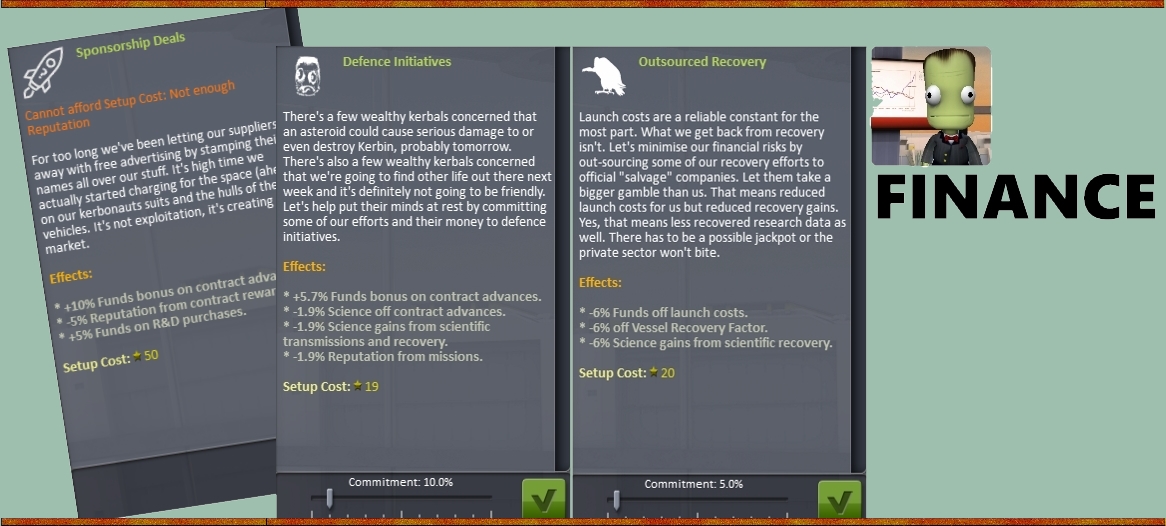 Sponsorship Deals
Cannot afford Setup Cost: Not enough
Reputation
For too long we've been letting our suppliers
away with free advertising by stamping
names all over our stuff. It's high time we
actually started charging for the space
on our kerbonauts suits and the hulls of the
vehicles. It's not exploitation, it's creating
market.
Effects:
* +10% Funds bonus on contract
* -5% Reputation from contract
* +5% Funds on R&D purchases.
Setup Cost: 50
Defence Initiatives
There's a few wealthy kerbals concerned that
an asteroid could cause serious damage to or
even destroy Kerbin, probably tomorrow.
There's also a few wealthy kerbals concerned
that we're going to find other life out there next
week and it's definitely not going to be friendly.
Let's help put their minds at rest by committing
some of our efforts and their money to defence
initiatives.
Effects:
* +5.7% Funds bonus on contract advances.
* -1.9% Science off contract advances.
* -1.9% Science gains from scientific
transmissions and recovery.
* -1.9% Reputation from missions.
Setup Cost: 19
Commitment: 10.0%
Outsourced Recovery
Launch costs are a reliable constant for the
most part. What we get back from recovery
isn't. Let's minimise our financial risks by
out-sourcing some of our recovery efforts to
official "salvage" companies. Let them take a
bigger gamble than us. That means reduced
launch costs for us but reduced recovery gains.
Yes, that means less recovered research data as
well. There has to be a possible jackpot or the
private sector won't bite.
Effects:
* -6% Funds off launch costs.
* -6% off Vessel Recovery Factor.
* -6% Science gains from scientific recovery.
Setup Cost: 20
Commitment: 5.0%
FINANCE